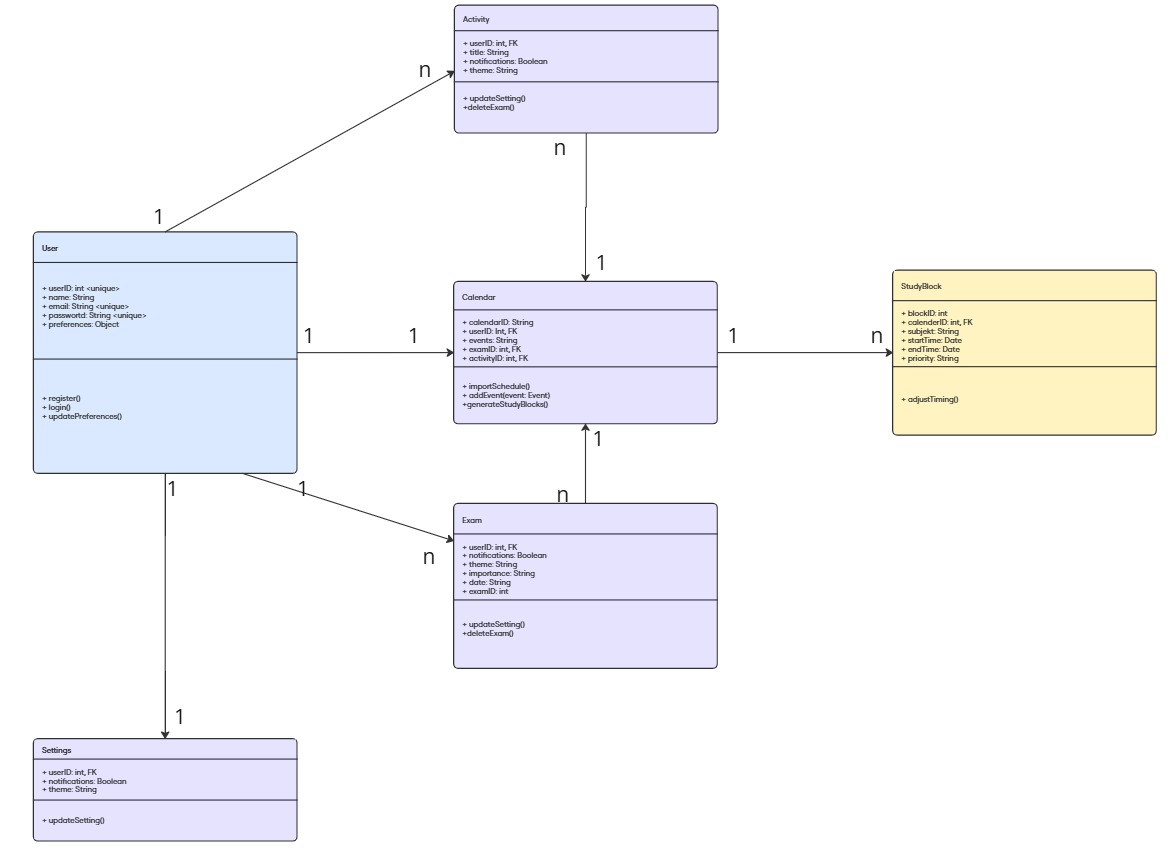 Activity
+ userID: int, FK
+ title: String
+ notifications: Boolean
+ theme: String
+ updateSetting()
+deleteExam()
n
n
1
1
User
+ userID: int <unique>
+ name: String
+ email: String <unique>
+ passwortd: String <unique>
+ preferences: Object
+ register()
+ login()
+ updatePreferences()
1
1
Calendar
+ calendarID: String
+ userID: Int, FK
+ events: String
+ examID: int, FK
+ activityID: int, FK
+ importSchedule()
+ addEvent(event: Event)
+generateStudyBlocks()
1
n
StudyBlock
+ blockID: int
+ calenderID: int, FK
+ subjekt: String
+ startTime: Date
+ endTime: Date
+ priority: String
+ adjustTiming()
1
1
1
n
n
Exam
+ userID: int, FK
+ notifications: Boolean
+ theme: String
+ importance: String
+ date: String
+ examID: int
+ updateSetting()
+deleteExam()
1
Settings
+ userID: int, FK
+ notifications: Boolean
+ theme: String
+ updateSetting()